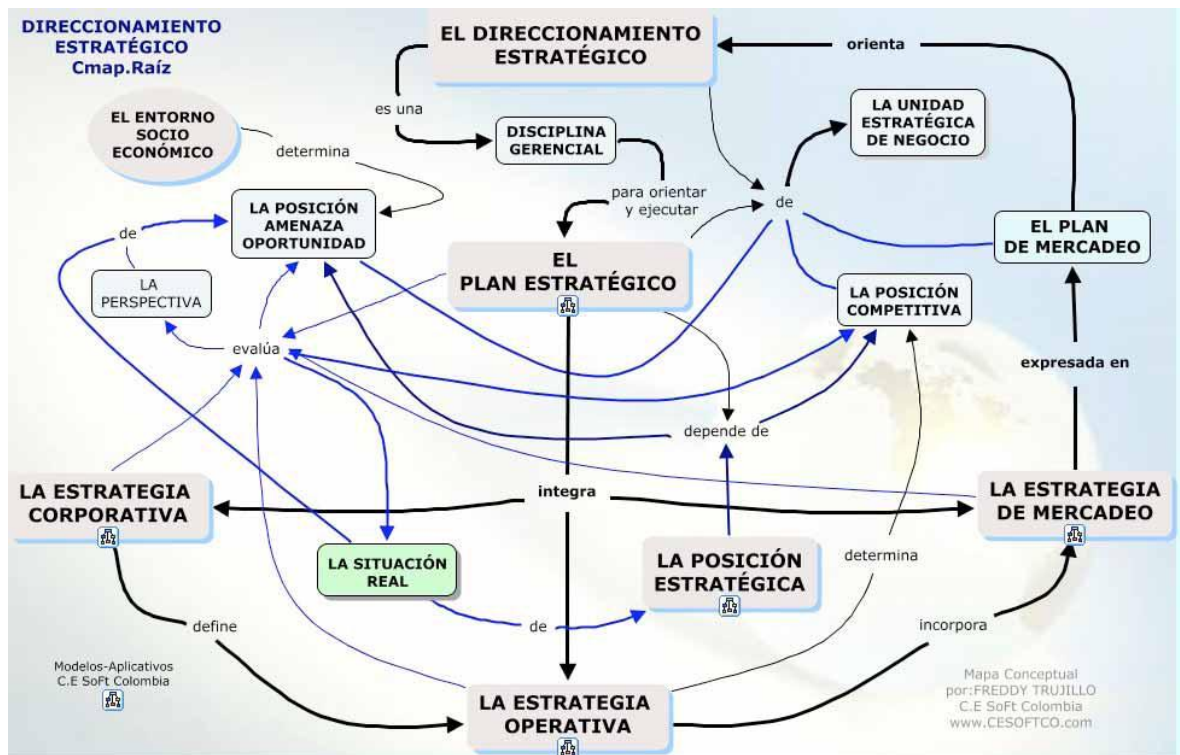 DIRECCIONAMIENTO
ESTRATÉGICO
Cmap.Raíz
EL DIRECCIONAMIENTO
ESTRATÉGICO
orienta
es una
EL ENTORNO
SOCIO
ECONÓMICO
determina
DISCIPLINA
GERENCIAL
LA UNIDAD
ESTRATÉGICA
DE NEGOCIO
para orientar
y ejecutar
de
LA POSICIÓN
AMENAZA
OPORTUNIDAD
de
EL PLAN
DE MERCADEO
EL
PLAN ESTRATÉGICO
LA
PERSPECTIVA
LA POSICIÓN
COMPETITIVA
evalúa
expresada en
depende de
LA ESTRATEGIA
CORPORATIVA
integra
LA ESTRATEGIA
DE MERCADEO
LA SITUACIÓN
REAL
LA POSICIÓN
ESTRATÉGICA
determina
define
de
incorpora
Modelos-Aplicativos
C.E SoFt Colombia
LA ESTRATEGIA
OPERATIVA
Mapa Conceptual
por:FREDDY TRUJILLO
C.E SoFt Colombia
www.CESOFTCO.com